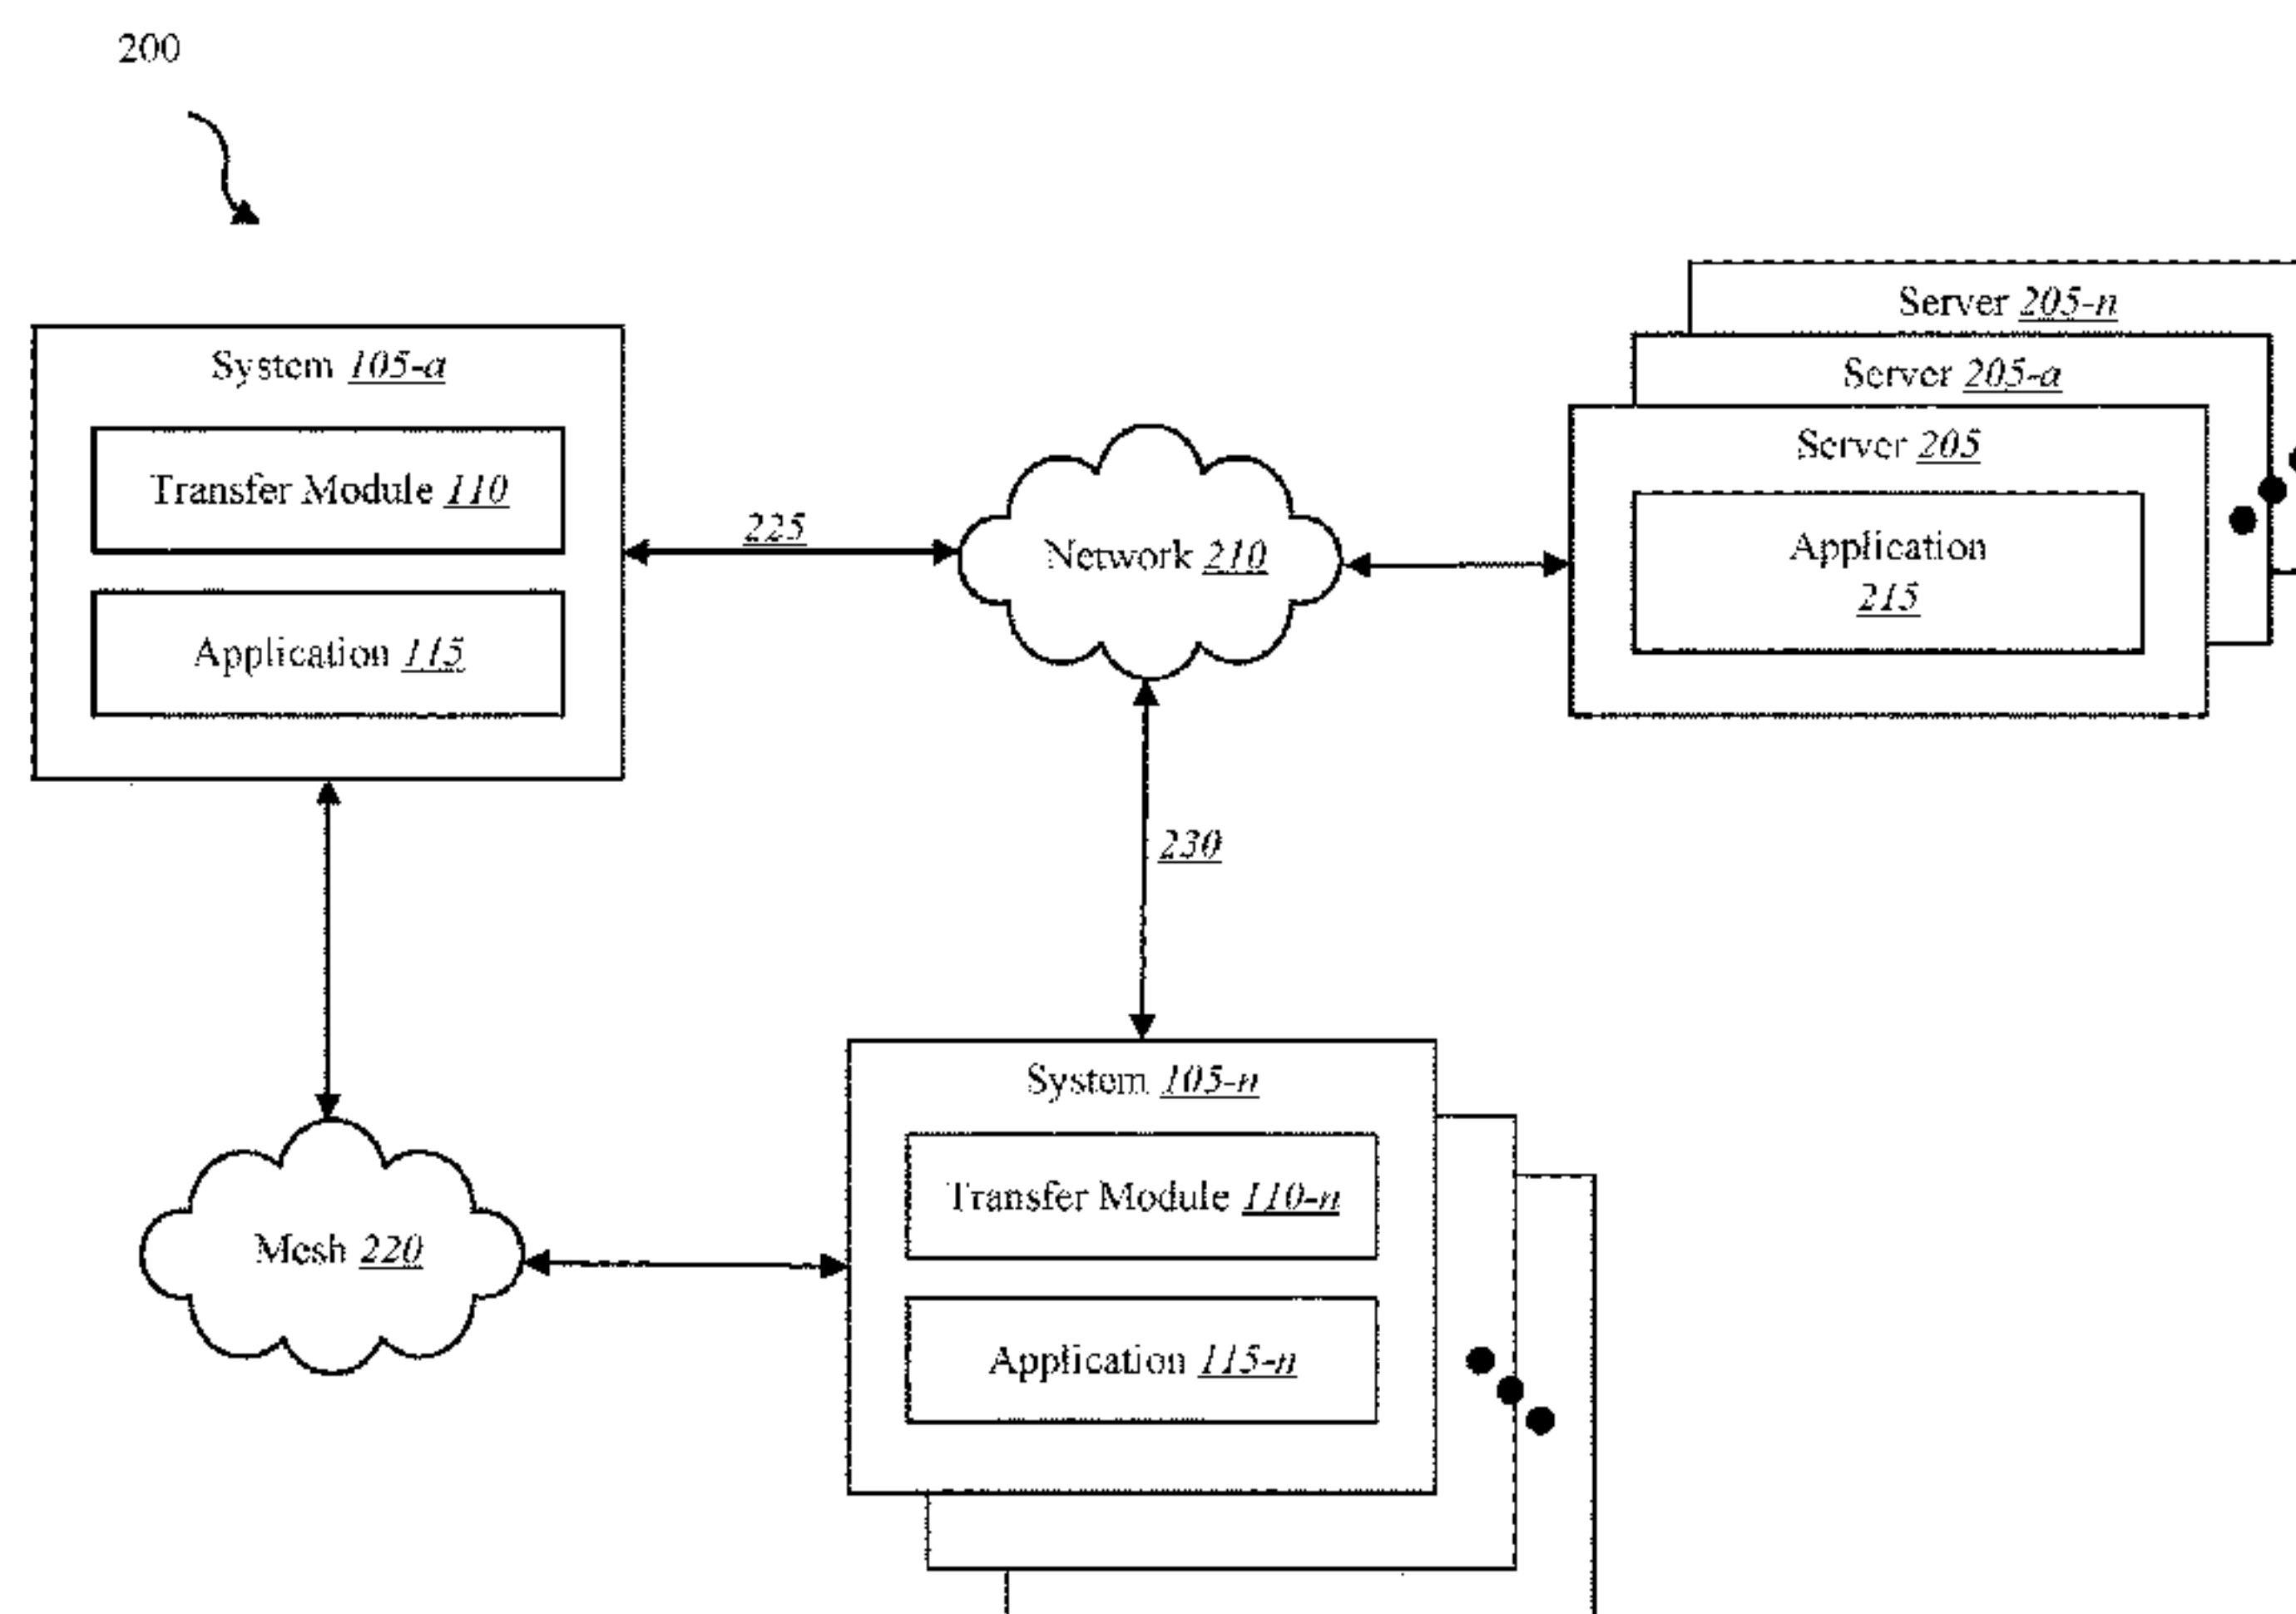 200
System 105-a
Transfer Module 110
Application 115
225
Network 210
Server 205-n
Server 205-a
Server 205
Application
215
230
System 105-n
Transfer Module 110-n
Application 115-n
Mesh 220